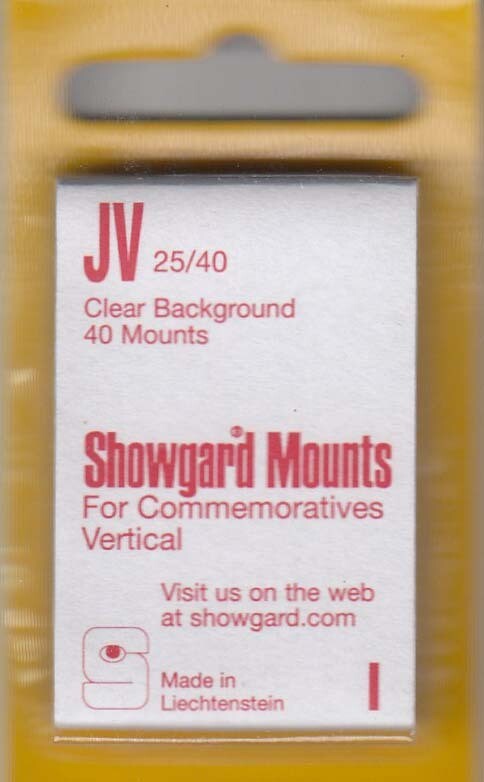 JV 25/40
Clear Background
40 Mounts
Showgard® Mounts
For Commemoratives
Vertical
Visit us on the web
at showgard.com
Made in
Liechtenstein
I